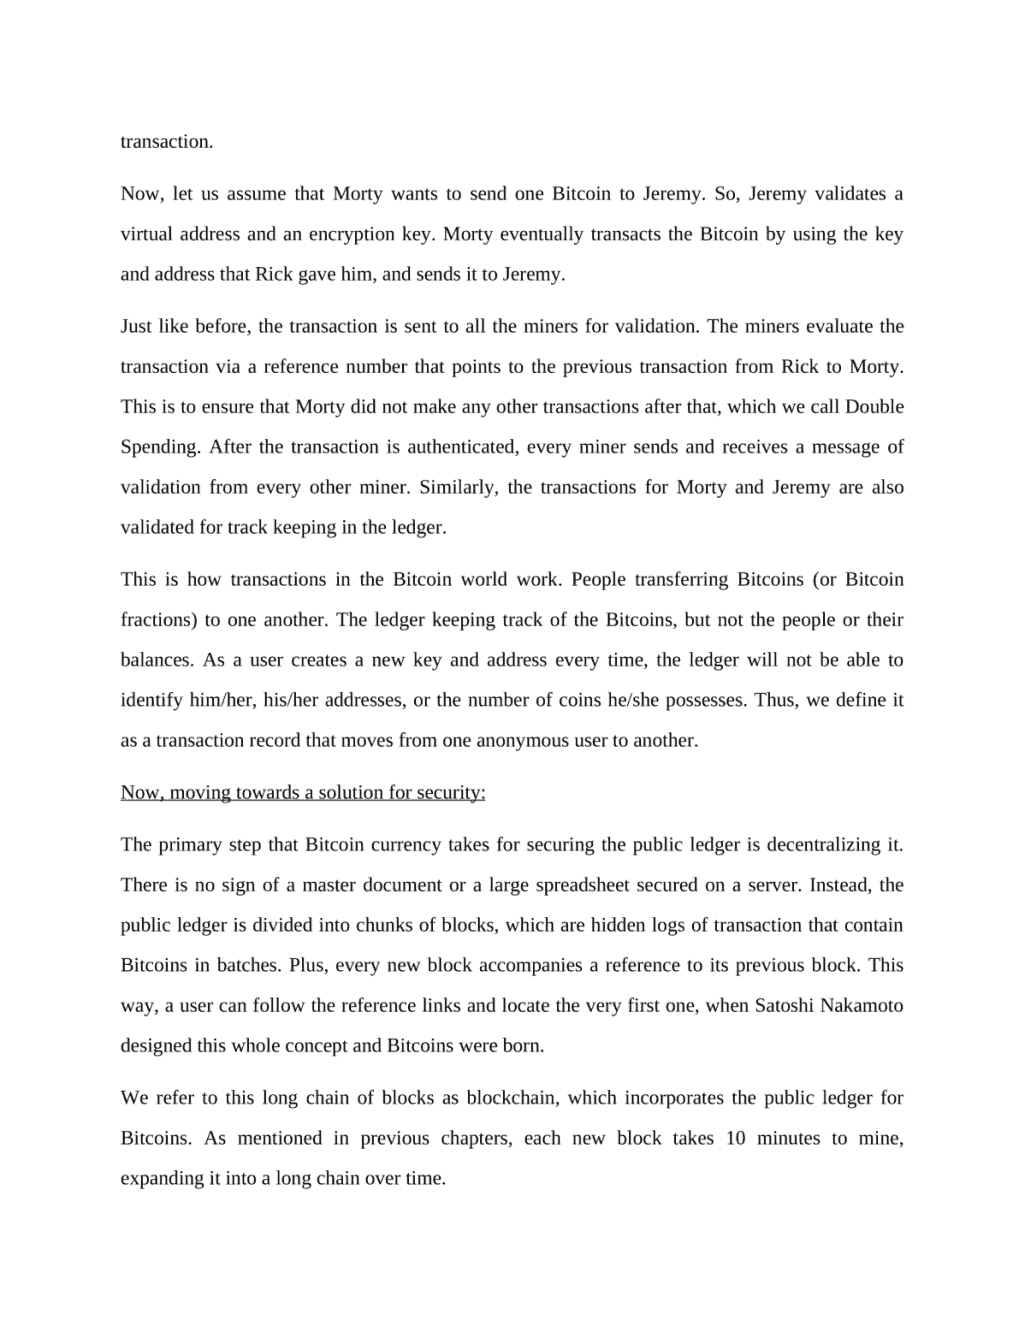 transaction.
Now, let us assume that Morty wants to send one Bitcoin to Jeremy. So, Jeremy validates a
virtual address and an encryption key. Morty eventually transacts the Bitcoin by using the key
and address that Rick gave him, and sends it to Jeremy.
Just like before, the transaction is sent to all the miners for validation. The miners evaluate the
transaction via a reference number that points to the previous transaction from Rick to Morty.
This is to ensure that Morty did not make any other transactions after that, which we call Double
Spending. After the transaction is authenticated, every miner sends and receives a message of
validation from every other miner. Similarly, the transactions for Morty and Jeremy are also
validated for track keeping in the ledger.
This is how transactions in the Bitcoin world work. People transferring Bitcoins (or Bitcoin
fractions) to one another. The ledger keeping track of the Bitcoins, but not the people or their
balances. As a user creates a new key and address every time, the ledger will not be able to
identify him/her, his/her addresses, or the number of coins he/she possesses. Thus, we define it
as a transaction record that moves from one anonymous user to another.
Now, moving towards a solution for security:
The primary step that Bitcoin currency takes for securing the public ledger is decentralizing it.
There is no sign of a master document or a large spreadsheet secured on a server. Instead, the
public ledger is divided into chunks of blocks, which are hidden logs of transaction that contain
Bitcoins in batches. Plus, every new block accompanies a reference to its previous block. This
way, a user can follow the reference links and locate the very first one, when Satoshi Nakamoto
designed this whole concept and Bitcoins were born.
We refer to this long chain of blocks as blockchain, which incorporates the public ledger for
Bitcoins. As mentioned in previous chapters, each new block takes 10 minutes to mine,
expanding it into a long chain over time.